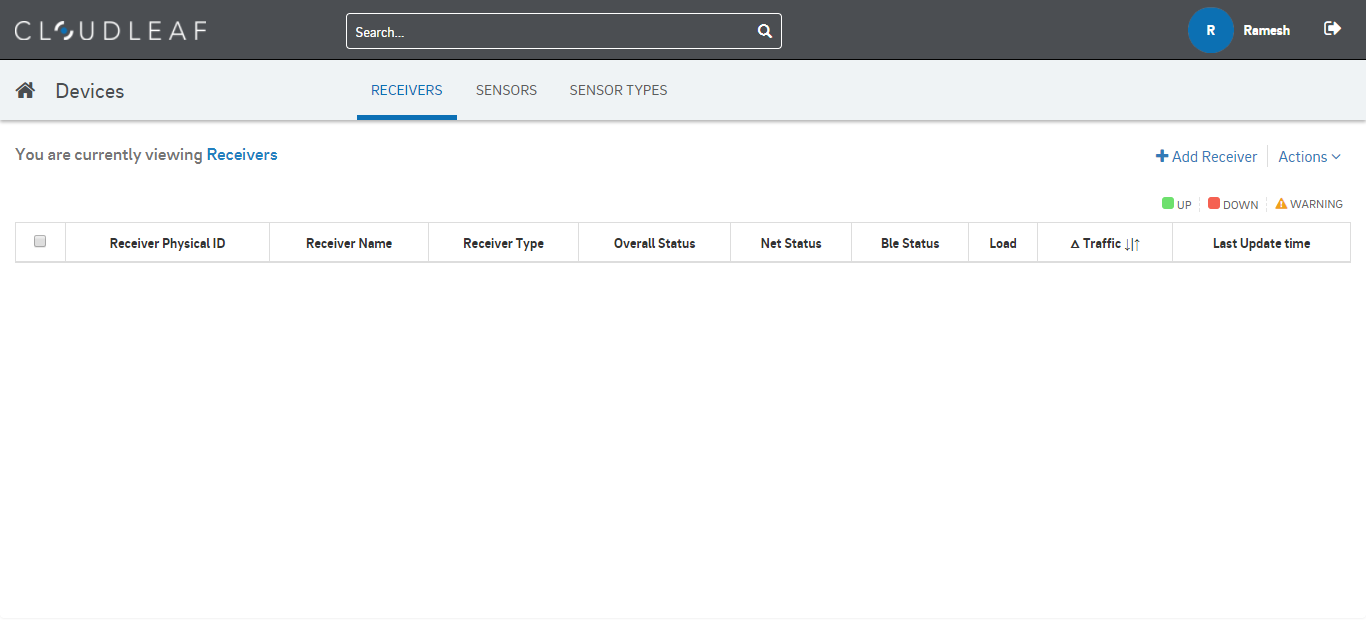 CLOUDLEAF
Search...
R
Ramesh
Devices
RECEIVERS
SENSORS
SENSOR TYPES
You are currently viewing Receivers
Add Receiver
Actions
UP
DOWN
WARNING
Receiver Physical ID
Receiver Name
Receiver Type
Overall Status
Net Status
Ble Status
Load
Δ Traffic ↓|↑
Last Update time